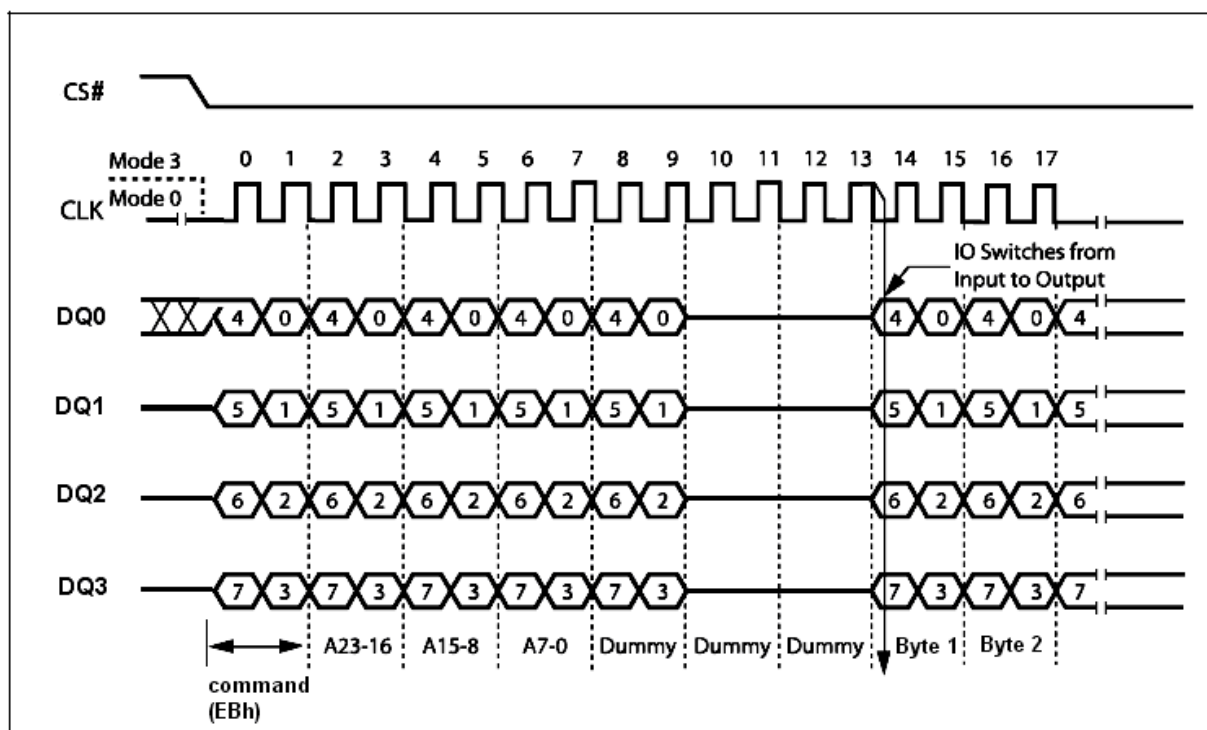 CS#
Mode 3
0 1 2 3 4 5 6 7 8 9 10 11 12 13 14 15 16 17
Mode 0
CLK
IO Switches from
Input to Output
DQ0 4 0 4 0 4 0 4 0 4 0 4 0 4 0 4
DQ1 5 1 5 1 5 1 5 1 5 1 5 1 5 1 5
DQ2 6 2 6 2 6 2 6 2 6 2 6 2 6 2 6
DQ3 7 3 7 3 7 3 7 3 7 3 7 3 7 3 7
A23-16 A15-8 A7-0 Dummy Dummy Dummy Byte 1 Byte 2
command
(EBh)